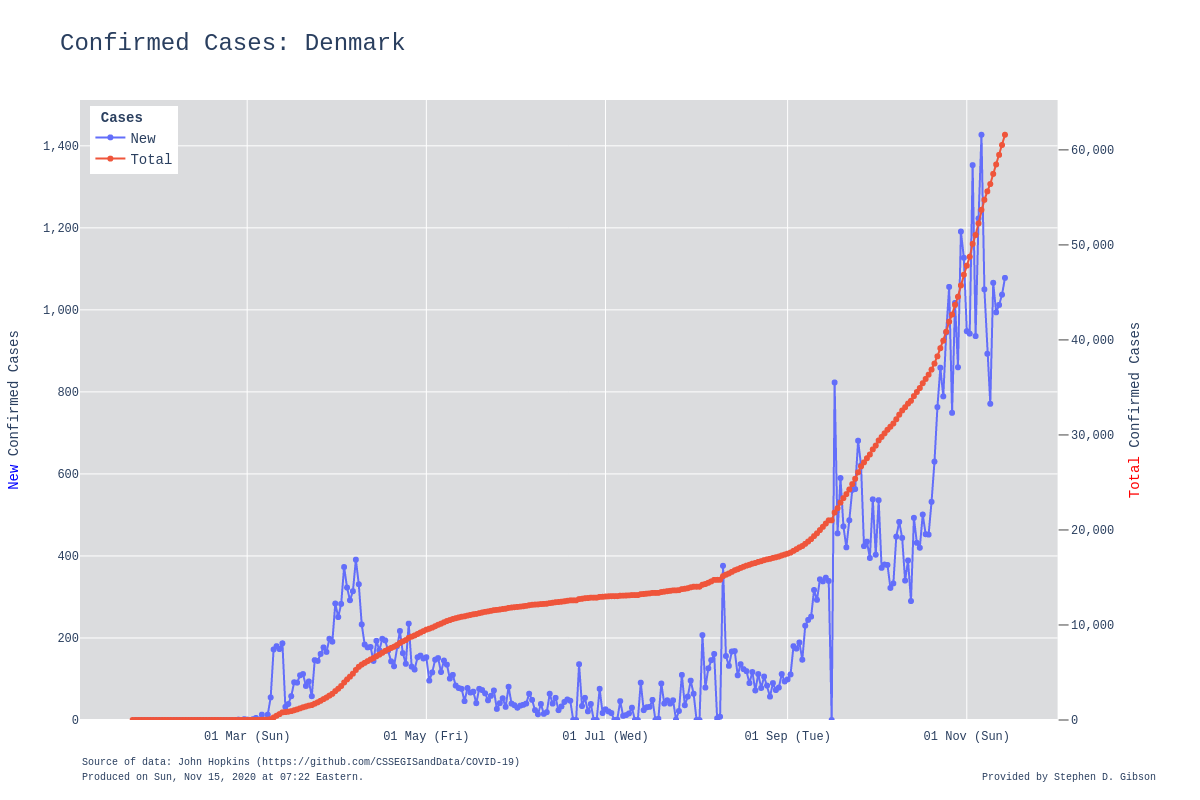 Confirmed Cases: Denmark
Cases
New
Total
1,400
1,200
1,000
800
600
400
200
0
New Confirmed Cases
60,000
50,000
40,000
30,000
20,000
10,000
0
Total Confirmed Cases
01 Mar (Sun) 01 May (Fri) 01 Jul (Wed) 01 Sep (Tue) 01 Nov (Sun)
Source of data: John Hopkins (https://github.com/CSSEGISandData/COVID-19)
Produced on Sun, Nov 15, 2020 at 07:22 Eastern.
Provided by Stephen D. Gibson